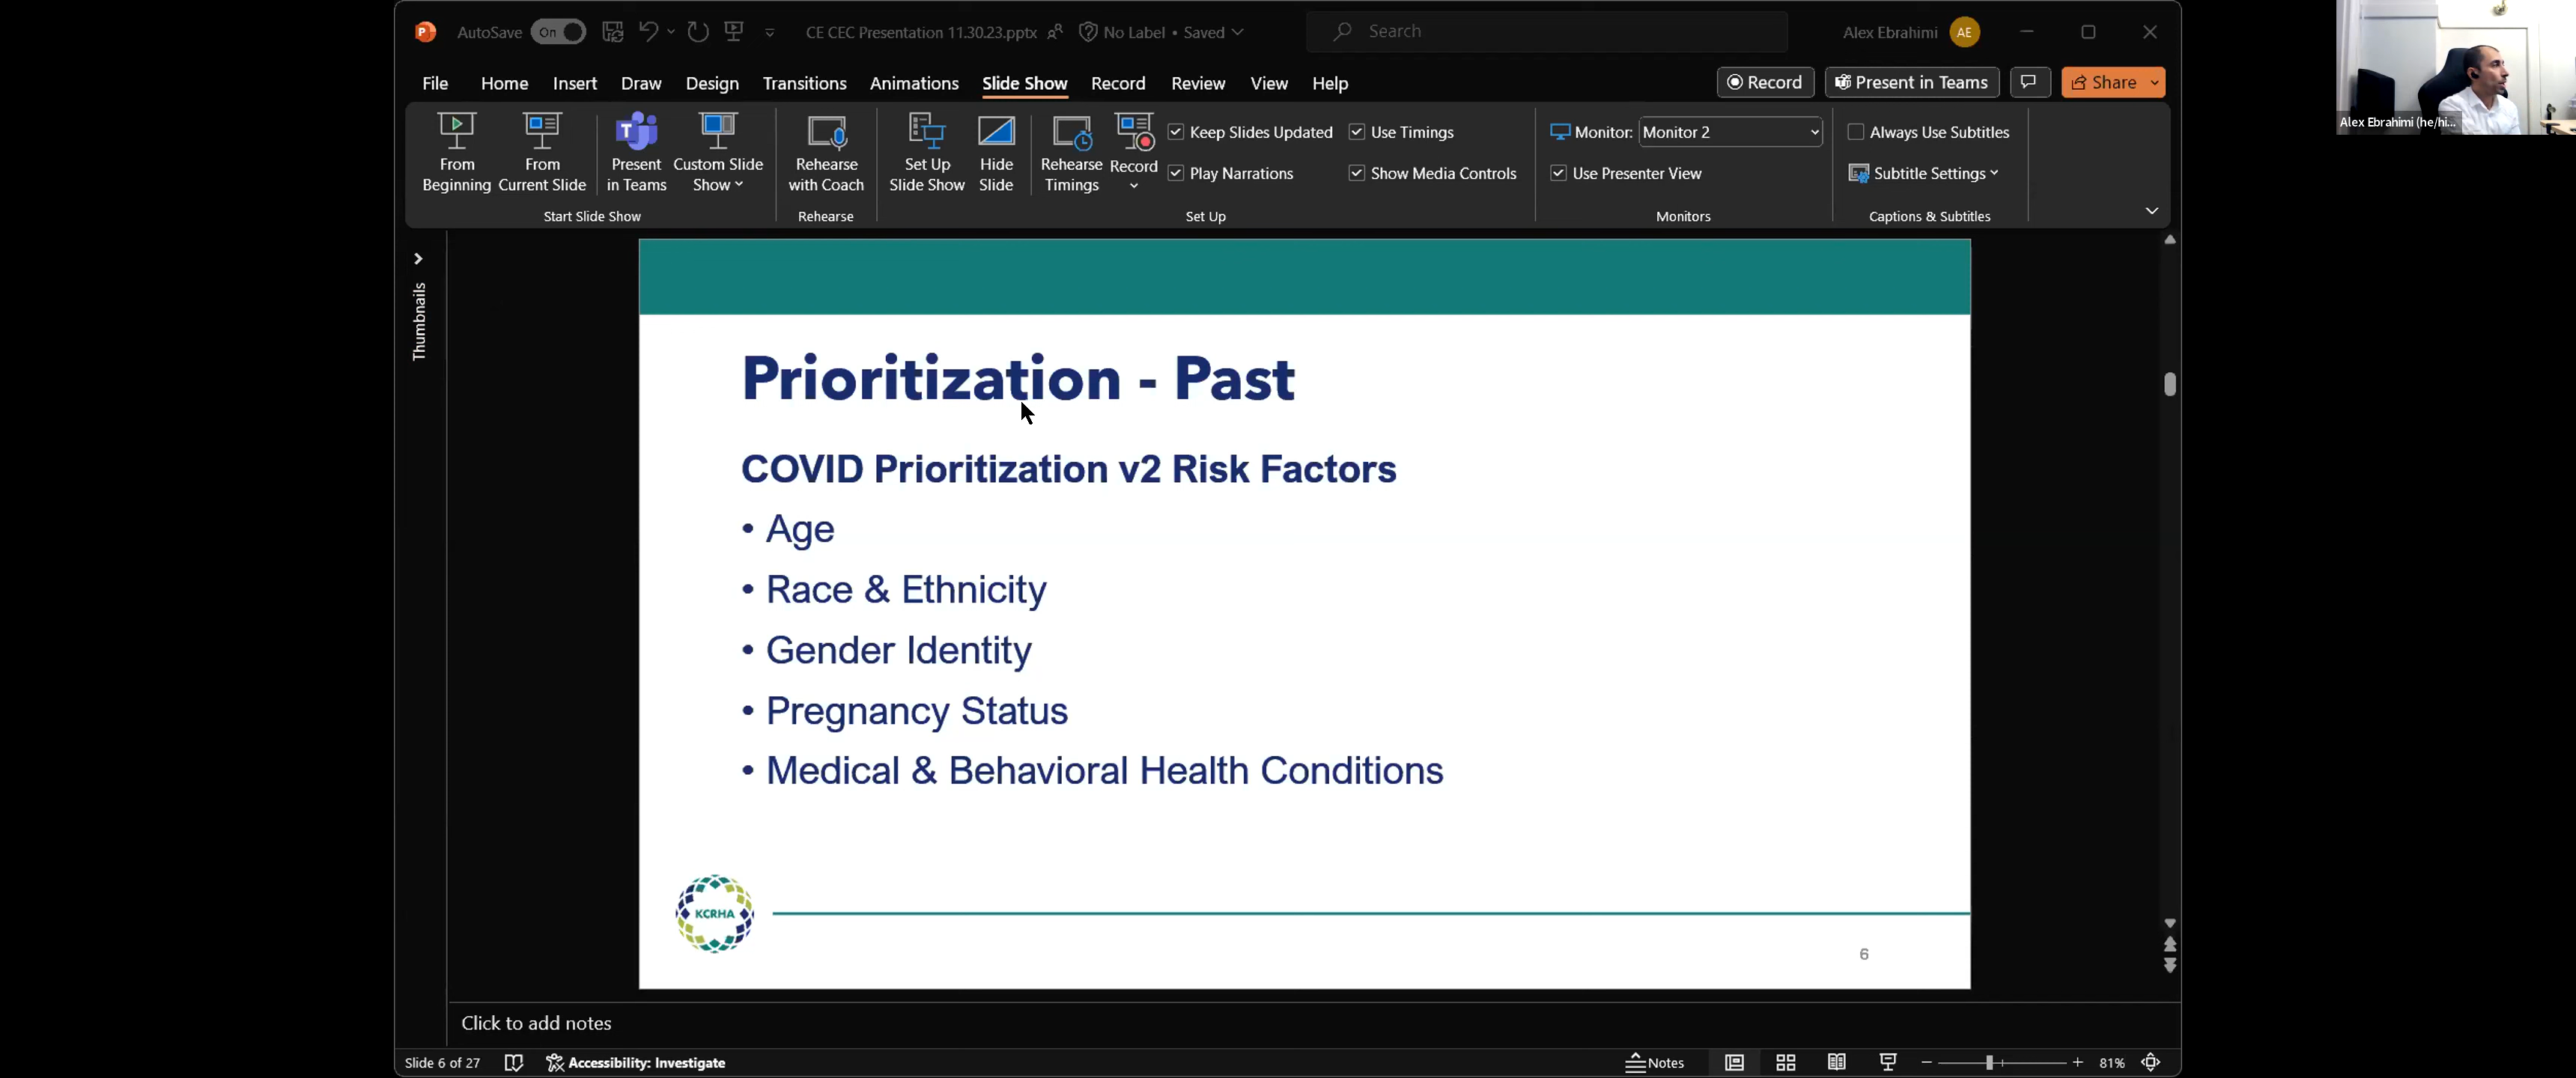 AutoSave On CE CEC Presentation 11.30.23.pptx No Label • Saved Search Alex Ebrahimi AE
File Home Insert Draw Design Transitions Animations Slide Show Record Review View Help Record Present in Teams Share
From Beginning
From Current Slide
Present in Teams
Custom Slide Show
Start Slide Show
Rehearse with Coach
Rehearse
Set Up Slide Show
Hide Slide
Rehearse Timings
Record
Keep Slides Updated
Play Narrations
Use Timings
Show Media Controls
Set Up
Monitor: Monitor 2
Use Presenter View
Monitors
Always Use Subtitles
Subtitle Settings
Captions & Subtitles
Alex Ebrahimi (he/hi...
Thumbnails
Prioritization - Past
COVID Prioritization v2 Risk Factors
• Age
• Race & Ethnicity
• Gender Identity
• Pregnancy Status
• Medical & Behavioral Health Conditions
KCRHA
6
Click to add notes
Slide 6 of 27 Accessibility: Investigate Notes 81%